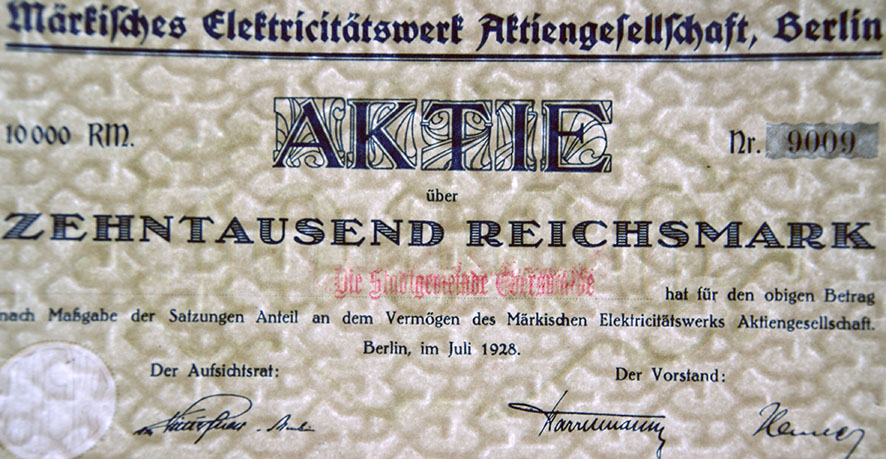 Märkisches Elektricitätswerk Aktiengesellschaft, Berlin
10000 RM.
AKTIE
Nr. 9009
über
ZEHNTAUSEND REICHSMARK
Die Stadtgemeinde Eberswalde
hat für den obigen Betrag
nach Maßgabe der Satzungen Anteil an dem Vermögen des Märkischen Elektricitätswerks Aktiengesellschaft.
Berlin, im Juli 1928.
Der Aufsichtsrat:
Der Vorstand: